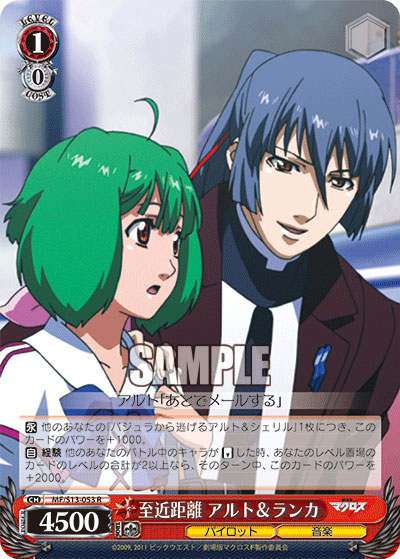 LEVEL
1
0
COST
SAMPLE
アルト「あとでメールする」
永 他のあなたの「バジュラから逃げるアルト&シェリル」1枚につき、このカードのパワーを+1000。
自 経験 他のあなたのバトル中のキャラが 時、あなたのレベル置場のカードのレベルの合計が2以上なら、そのターン中、このカードのパワーを+2000。
CH MF/S13-053 R
POWER
4500
至近距離 アルト&ランカ
マクロス
パイロット
音楽
©2009, 2011 ビックウエスト/劇場版マクロスF製作委員会